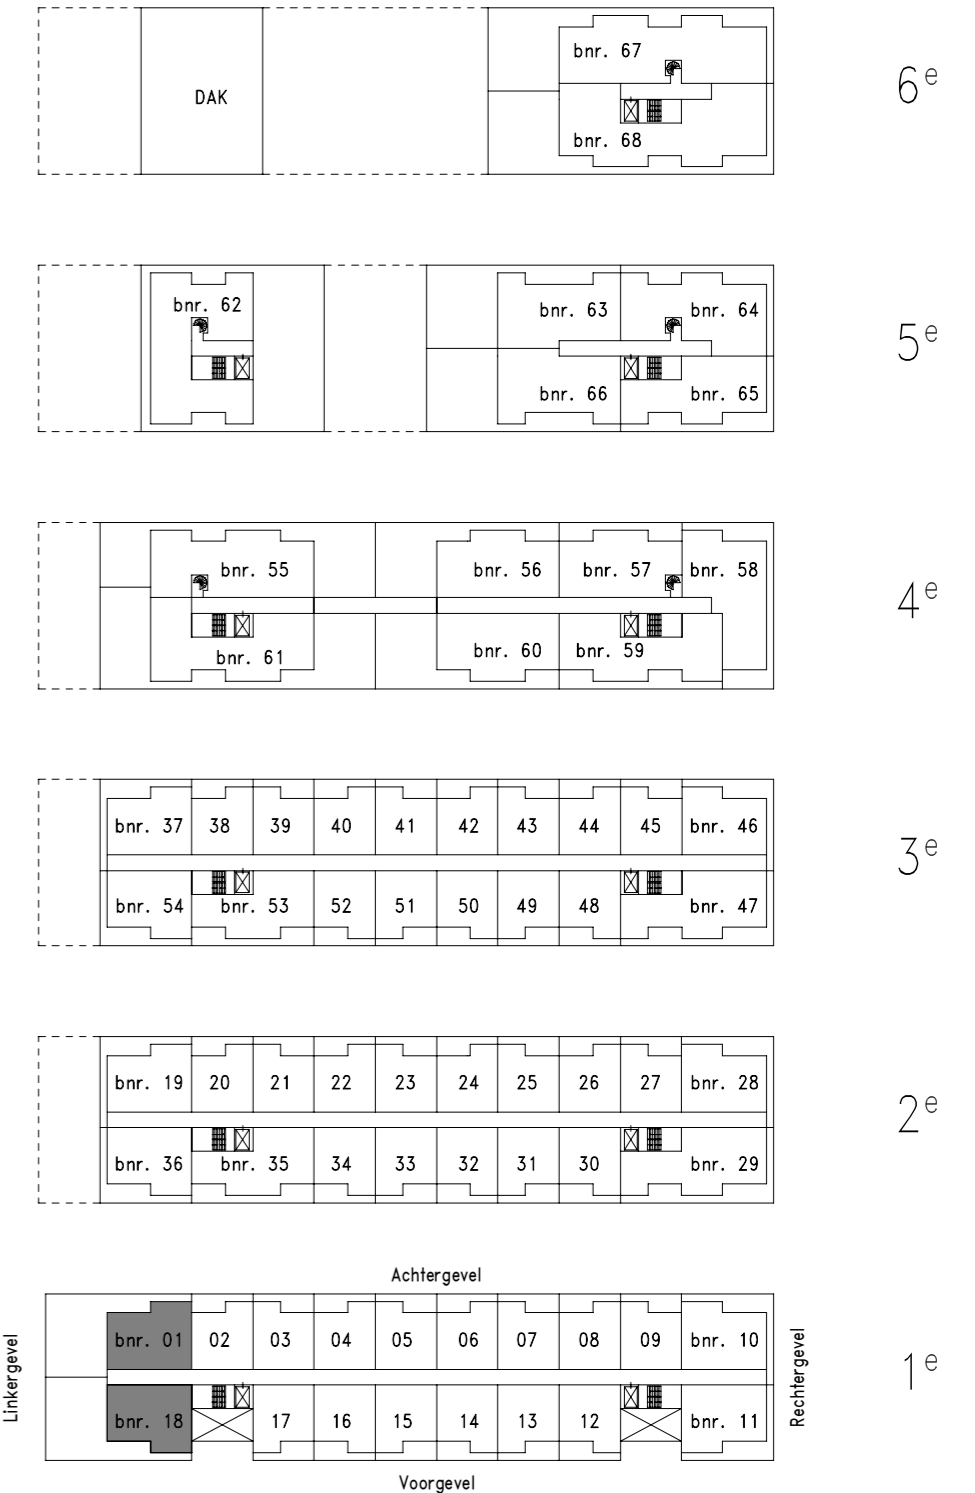 bnr. 67
6e
DAK
bnr. 68
bnr. 62
bnr. 63 bnr. 64
5e
bnr. 66 bnr. 65
bnr. 55 bnr. 56 bnr. 57 bnr. 58
4e
bnr. 61 bnr. 60 bnr. 59
bnr. 37 38 39 40 41 42 43 44 45 bnr. 46
3e
bnr. 54 bnr. 53 52 51 50 49 48 bnr. 47
bnr. 19 20 21 22 23 24 25 26 27 bnr. 28
2e
bnr. 36 bnr. 35 34 33 32 31 30 bnr. 29
Achtergevel
bnr. 01 02 03 04 05 06 07 08 09 bnr. 10
Linkergevel
Rechtergevel
1e
bnr. 18 17 16 15 14 13 12 bnr. 11
Voorgevel